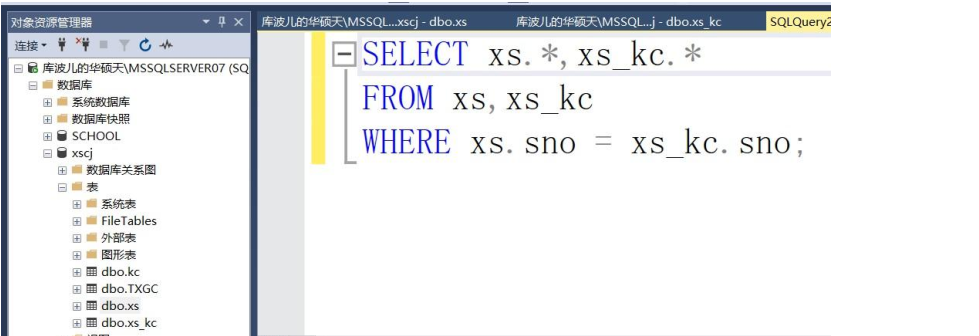 对象资源管理器
连接
库波儿的华硕天\MSSQLSERVER07 (SQ
数据库
系统数据库
数据库快照
SCHOOL
xscj
数据库关系图
表
系统表
FileTables
外部表
图形表
dbo.kc
dbo.TXGC
dbo.xs
dbo.xs_kc
库波儿的华硕天\MSSQL...xscj - dbo.xs
库波儿的华硕天\MSSQL...j - dbo.xs_kc
SQLQuery2
SELECT xs.*,xs_kc.*
FROM xs,xs_kc
WHERE xs.sno = xs_kc.sno;